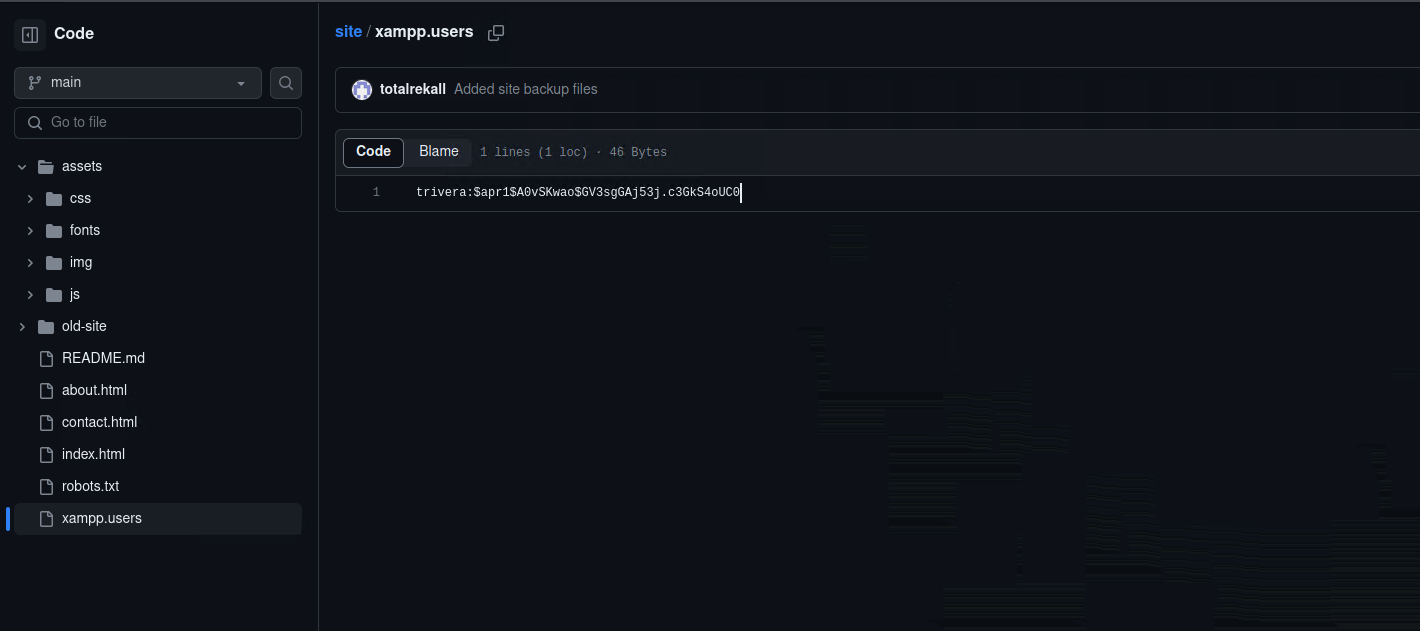 Code
main
Go to file
assets
css
fonts
img
js
old-site
README.md
about.html
contact.html
index.html
robots.txt
xampp.users
site / xampp.users
totalrekall Added site backup files
Code Blame 1 lines (1 loc) · 46 Bytes
1 trivera:$apr1$A0vSKwao$GV3sgGAj53j.c3GkS4oUC0